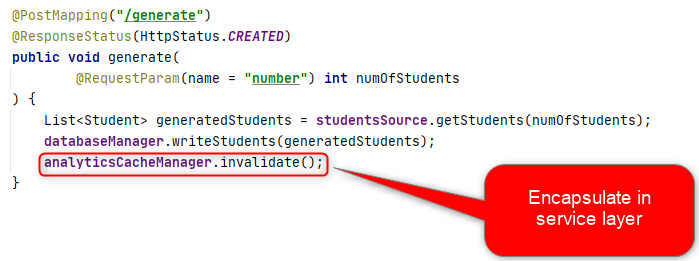 @PostMapping("/generate")
@ResponseStatus(HttpStatus.CREATED)
public void generate(
@RequestParam(name = "number") int numOfStudents
) {
List<Student> generatedStudents = studentsSource.getStudents(numOfStudents);
databaseManager.writeStudents(generatedStudents);
analyticsCacheManager.invalidate();
}
Encapsulate in
service layer